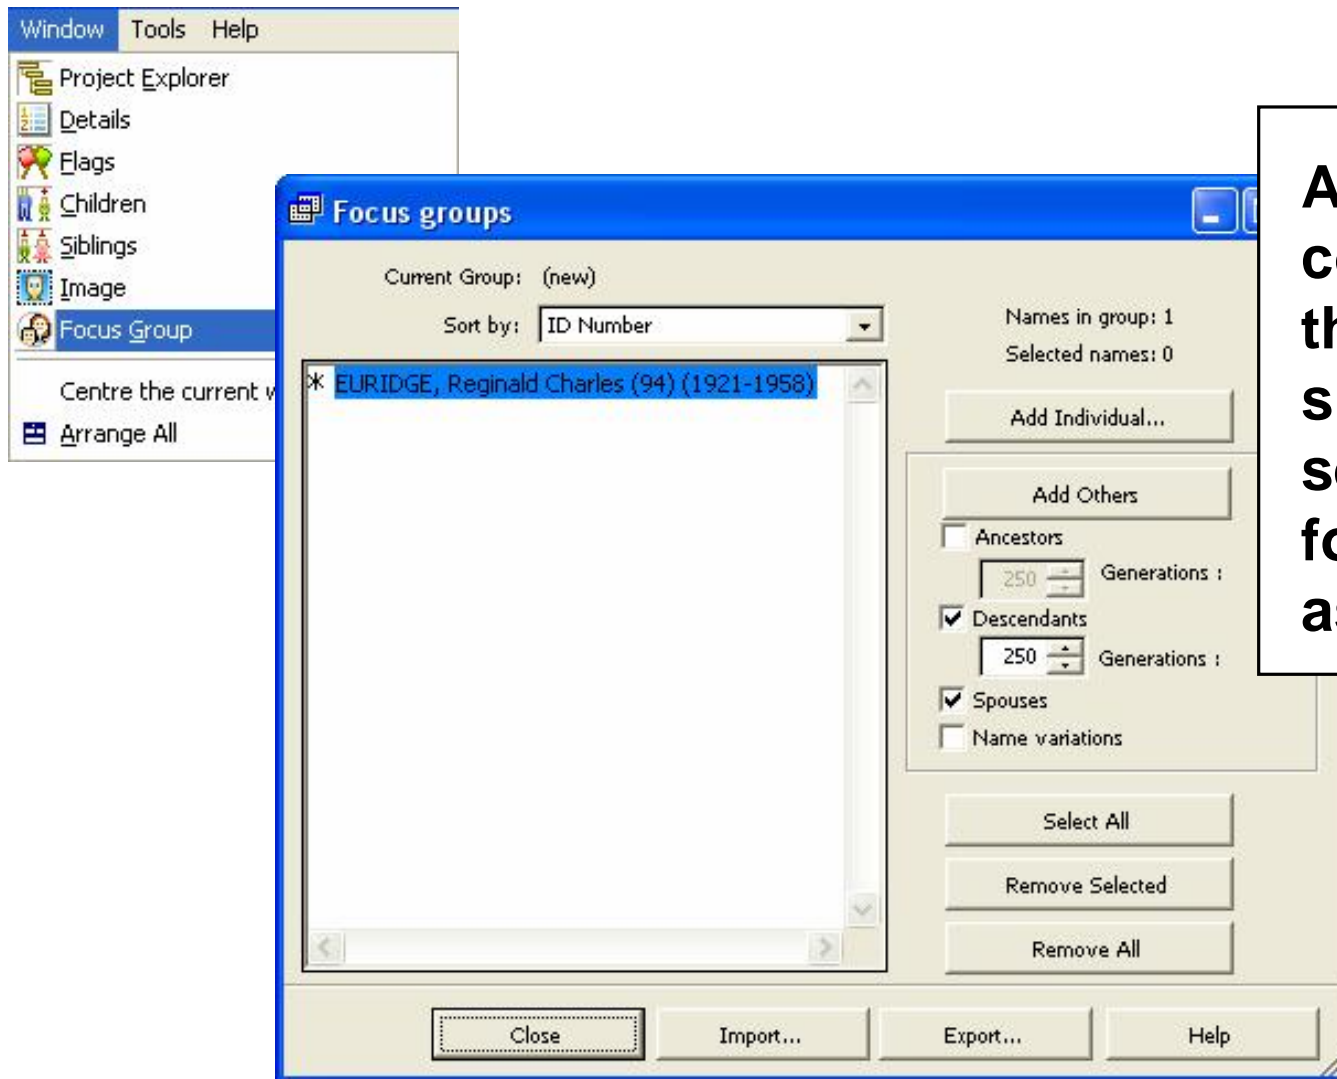 Window Tools Help
Project Explorer
Details
Flags
Children
Siblings
Image
Focus Group
Centre the current
Arrange All
Focus groups
Current Group: (new)
Sort by: ID Number
* EURIDGE, Reginald Charles (94) (1921-1958)
Names in group: 1
Selected names: 0
Add Individual...
Add Others
Ancestors
250 Generations :
Descendants
250 Generations :
Spouses
Name variations
Select All
Remove Selected
Remove All
Close Import... Export... Help